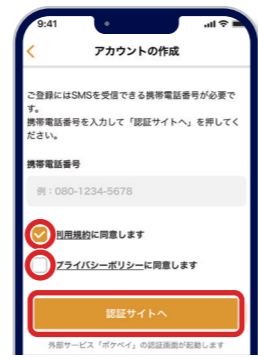 9:41
アカウントの作成
ご登録にはSMSを受信できる携帯電話番号が必要で
す。
携帯電話番号を入力して「認証サイトへ」を押してく
ださい。
携帯電話番号
例：080-1234-5678
利用規約に同意します
プライバシーポリシーに同意します
認証サイトへ
外部サービス「ポケペイ」の認証画面が起動します